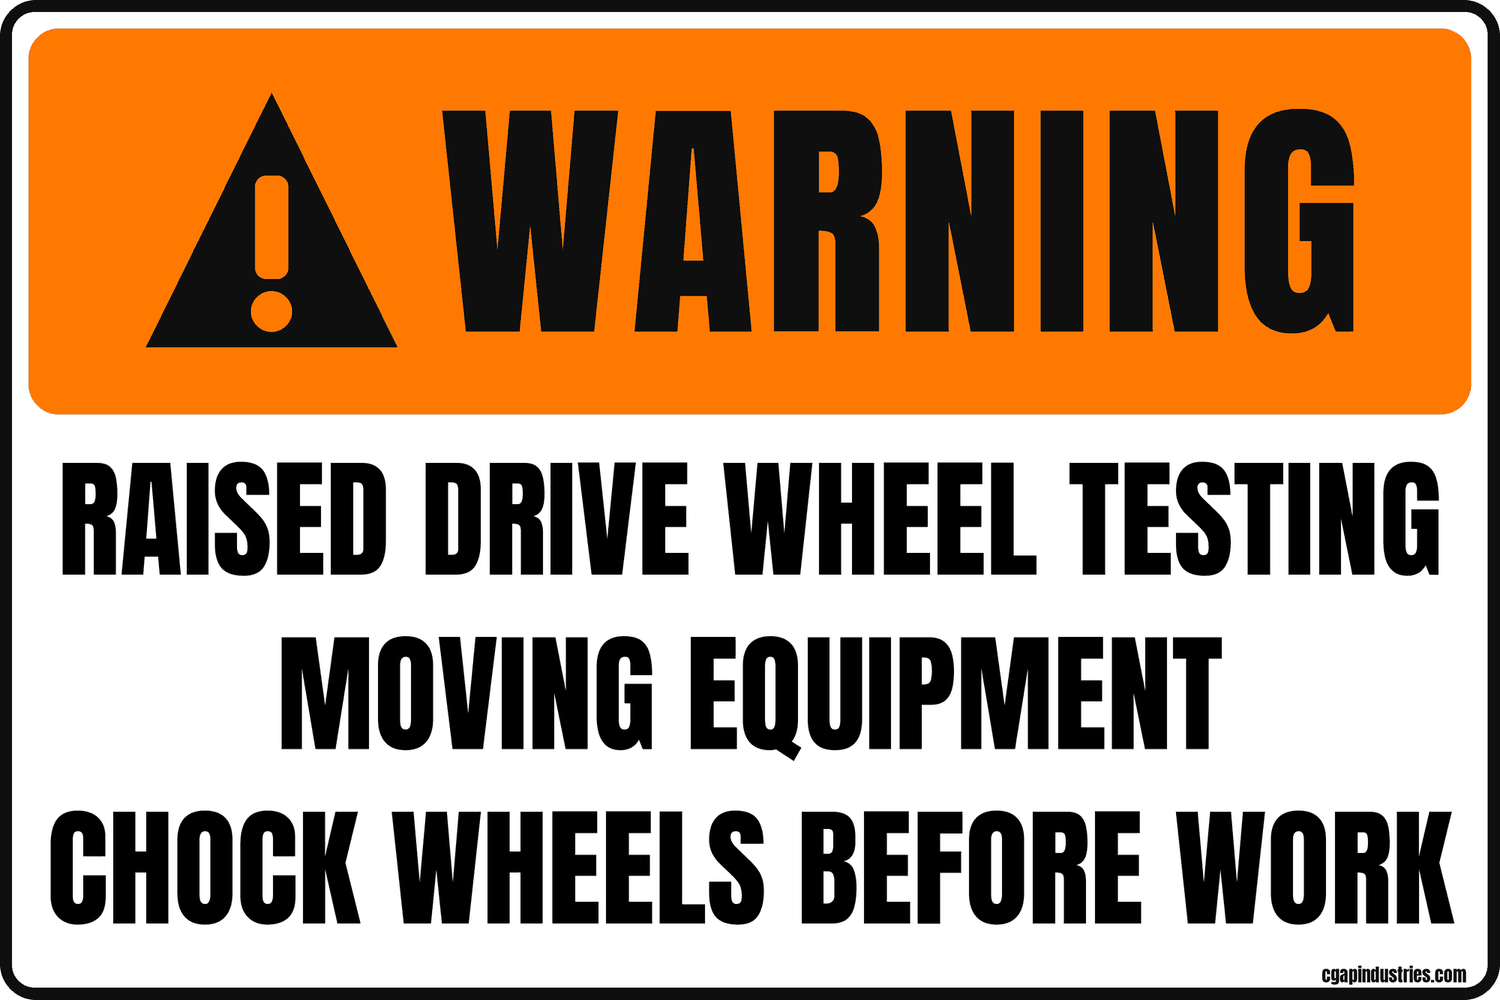 WARNING
RAISED DRIVE WHEEL TESTING
MOVING EQUIPMENT
CHOCK WHEELS BEFORE WORK
cgapindustries.com